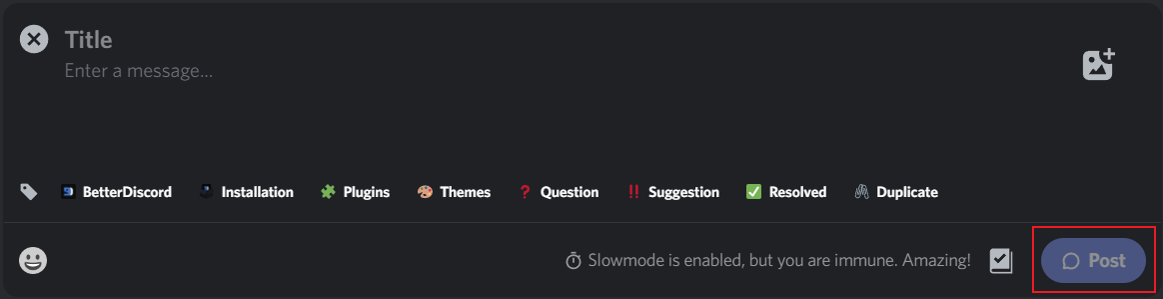 Title
Enter a message...
BetterDiscord Installation Plugins Themes Question Suggestion Resolved Duplicate
Slowmode is enabled, but you are immune. Amazing! Post